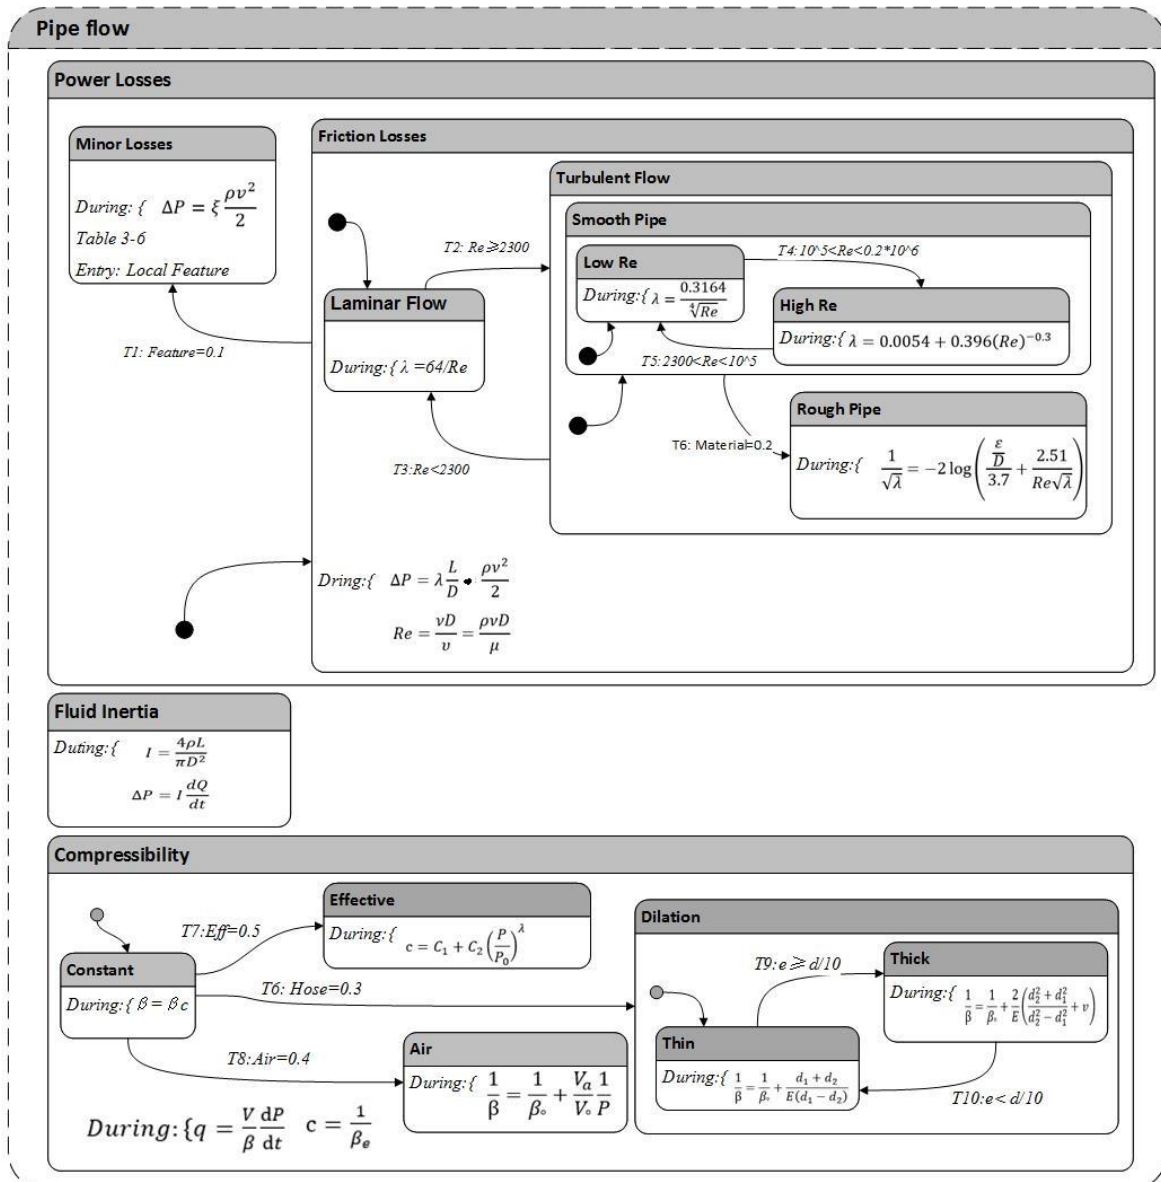 Pipe flow
Power Losses
Minor Losses
During: { ΔP = ξ ρv²/2
Table 3-6
Entry: Local Feature
T1: Feature=0.1
Friction Losses
Laminar Flow
During:{ λ =64/Re
T2: Re≥2300
T3:Re<2300
Turbulent Flow
Smooth Pipe
Low Re
During:{ λ = 0.3164/∜Re
T4:10^5<Re<0.2*10^6
High Re
During:{ λ = 0.0054 + 0.396(Re)^−0.3
T5:2300<Re<10^5
T6: Material=0.2
Rough Pipe
During:{ 1/√λ = −2 log((ε/D)/3.7 + 2.51/(Re√λ))
Dring:{ ΔP = λ L/D • ρv²/2
Re = vD/υ = ρvD/μ
Fluid Inertia
Duting:{ I = 4ρL/πD²
ΔP = I dQ/dt
Compressibility
Constant
During:{ β = βc
T7:Eff=0.5
Effective
During:{ c = C₁ + C₂(P/P₀)^λ
T6: Hose=0.3
T8:Air=0.4
Air
During:{ 1/β = 1/β∘ + Vₐ/V∘ 1/P
During:{q = V/β dP/dt c = 1/βₑ
Dilation
Thin
During:{ 1/β = 1/β∘ + (d₁ + d₂)/(E(d₁ − d₂))
T9:e ≥ d/10
Thick
During:{ 1/β = 1/β∘ + 2/E((d₂² + d₁²)/(d₂² − d₁²) + v)
T10:e< d/10